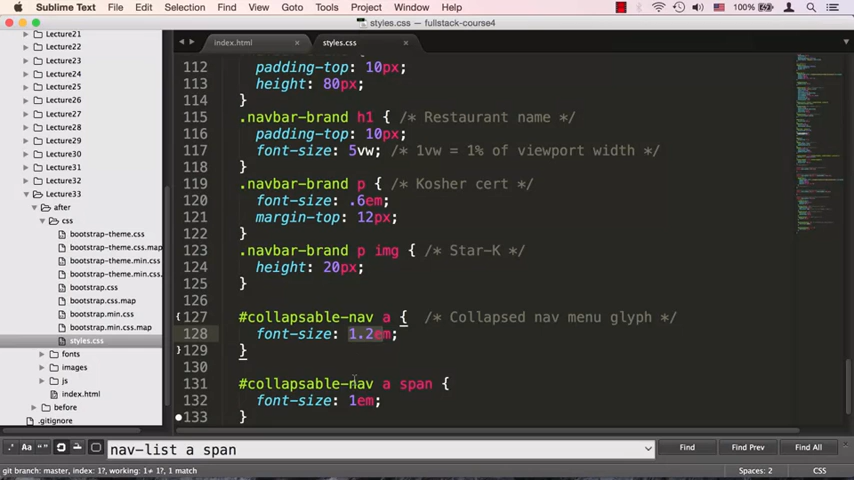 Sublime Text File Edit Selection Find View Goto Tools Project Window Help 100%
styles.css — fullstack-course4
index.html × styles.css ×
Lecture21
Lecture22
Lecture23
Lecture24
Lecture25
Lecture26
Lecture27
Lecture28
Lecture29
Lecture30
Lecture31
Lecture32
Lecture33
after
css
bootstrap-theme.css
bootstrap-theme.css.map
bootstrap-theme.min.css
bootstrap-theme.min.css.
bootstrap.css
bootstrap.css.map
bootstrap.min.css
bootstrap.min.css.map
styles.css
fonts
images
js
index.html
before
.gitignore
112 padding-top: 10px;
113 height: 80px;
114 }
115 .navbar-brand h1 { /* Restaurant name */
116 padding-top: 10px;
117 font-size: 5vw; /* 1vw = 1% of viewport width */
118 }
119 .navbar-brand p { /* Kosher cert */
120 font-size: .6em;
121 margin-top: 12px;
122 }
123 .navbar-brand p img { /* Star-K */
124 height: 20px;
125 }
126
127 #collapsable-nav a { /* Collapsed nav menu glyph */
128 font-size: 1.2em;
129 }
130
131 #collapsable-nav a span {
132 font-size: 1em;
133 }
.* Aa “” nav-list a span Find Find Prev Find All
git branch: master, index: 1?, working: 1≠ 1?, 1 match Spaces: 2 CSS